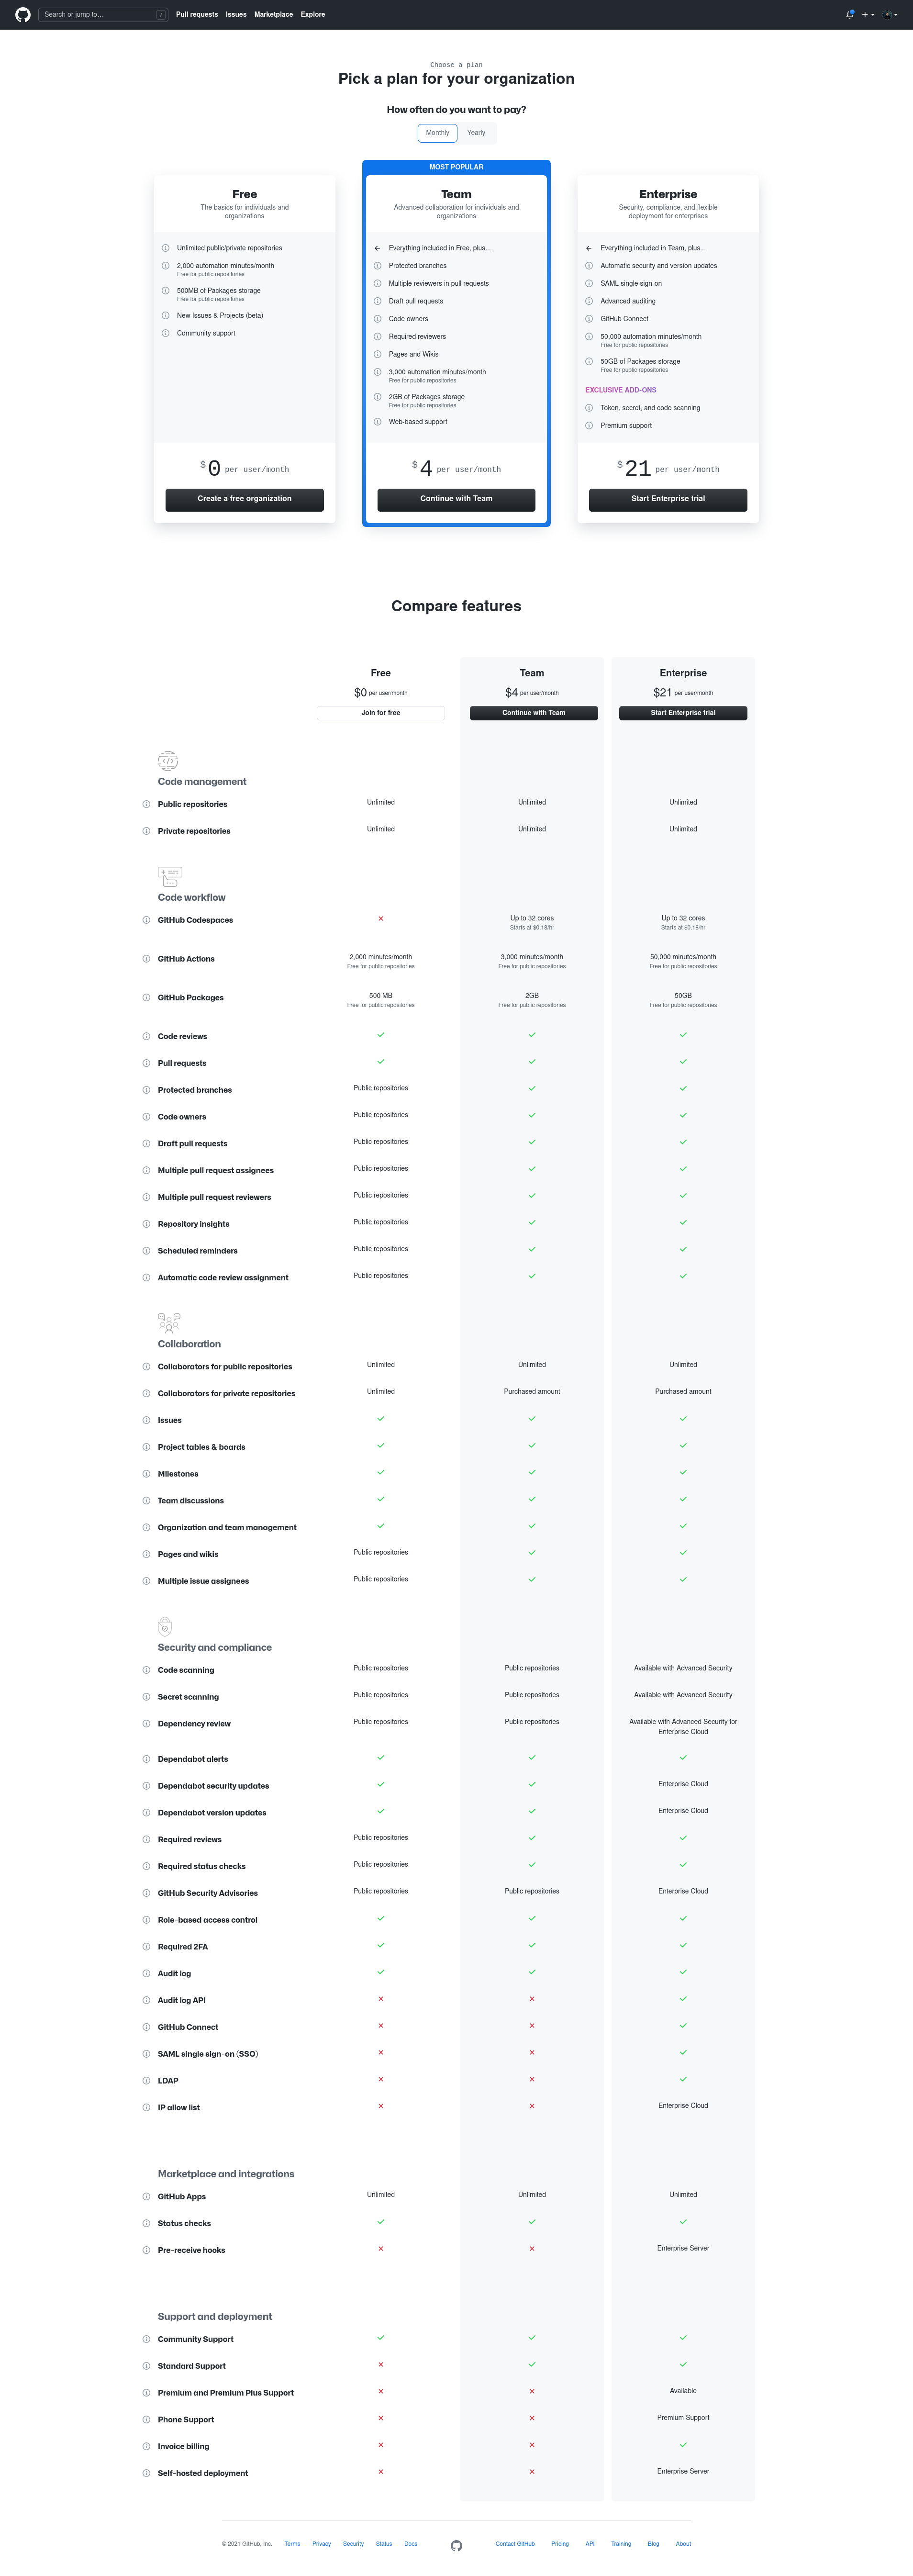 Search or jump to…
/
Pull requests
Issues
Marketplace
Explore
Choose a plan
Pick a plan for your organization
How often do you want to pay?
Monthly
Yearly
Free
The basics for individuals and
organizations
Unlimited public/private repositories
2,000 automation minutes/month
Free for public repositories
500MB of Packages storage
Free for public repositories
New Issues & Projects (beta)
Community support
$ 0 per user/month
Create a free organization
MOST POPULAR
Team
Advanced collaboration for individuals and
organizations
Everything included in Free, plus...
Protected branches
Multiple reviewers in pull requests
Draft pull requests
Code owners
Required reviewers
Pages and Wikis
3,000 automation minutes/month
Free for public repositories
2GB of Packages storage
Free for public repositories
Web-based support
$ 4 per user/month
Continue with Team
Enterprise
Security, compliance, and flexible
deployment for enterprises
Everything included in Team, plus...
Automatic security and version updates
SAML single sign-on
Advanced auditing
GitHub Connect
50,000 automation minutes/month
Free for public repositories
50GB of Packages storage
Free for public repositories
EXCLUSIVE ADD-ONS
Token, secret, and code scanning
Premium support
$ 21 per user/month
Start Enterprise trial
Compare features
Free Team Enterprise
$0 per user/month $4 per user/month $21 per user/month
Join for free Continue with Team Start Enterprise trial
Code management
Public repositories Unlimited Unlimited Unlimited
Private repositories Unlimited Unlimited Unlimited
Code workflow
GitHub Codespaces Up to 32 cores Up to 32 cores
Starts at $0.18/hr Starts at $0.18/hr
GitHub Actions 2,000 minutes/month 3,000 minutes/month 50,000 minutes/month
Free for public repositories Free for public repositories Free for public repositories
GitHub Packages 500 MB 2GB 50GB
Free for public repositories Free for public repositories Free for public repositories
Code reviews
Pull requests
Protected branches Public repositories
Code owners Public repositories
Draft pull requests Public repositories
Multiple pull request assignees Public repositories
Multiple pull request reviewers Public repositories
Repository insights Public repositories
Scheduled reminders Public repositories
Automatic code review assignment Public repositories
Collaboration
Collaborators for public repositories Unlimited Unlimited Unlimited
Collaborators for private repositories Unlimited Purchased amount Purchased amount
Issues
Project tables & boards
Milestones
Team discussions
Organization and team management
Pages and wikis Public repositories
Multiple issue assignees Public repositories
Security and compliance
Code scanning Public repositories Public repositories Available with Advanced Security
Secret scanning Public repositories Public repositories Available with Advanced Security
Dependency review Public repositories Public repositories Available with Advanced Security for
Enterprise Cloud
Dependabot alerts
Dependabot security updates Enterprise Cloud
Dependabot version updates Enterprise Cloud
Required reviews Public repositories
Required status checks Public repositories
GitHub Security Advisories Public repositories Public repositories Enterprise Cloud
Role-based access control
Required 2FA
Audit log
Audit log API
GitHub Connect
SAML single sign-on (SSO)
LDAP
IP allow list Enterprise Cloud
Marketplace and integrations
GitHub Apps Unlimited Unlimited Unlimited
Status checks
Pre-receive hooks Enterprise Server
Support and deployment
Community Support
Standard Support
Premium and Premium Plus Support Available
Phone Support Premium Support
Invoice billing
Self-hosted deployment Enterprise Server
© 2021 GitHub, Inc. Terms Privacy Security Status Docs Contact GitHub Pricing API Training Blog About